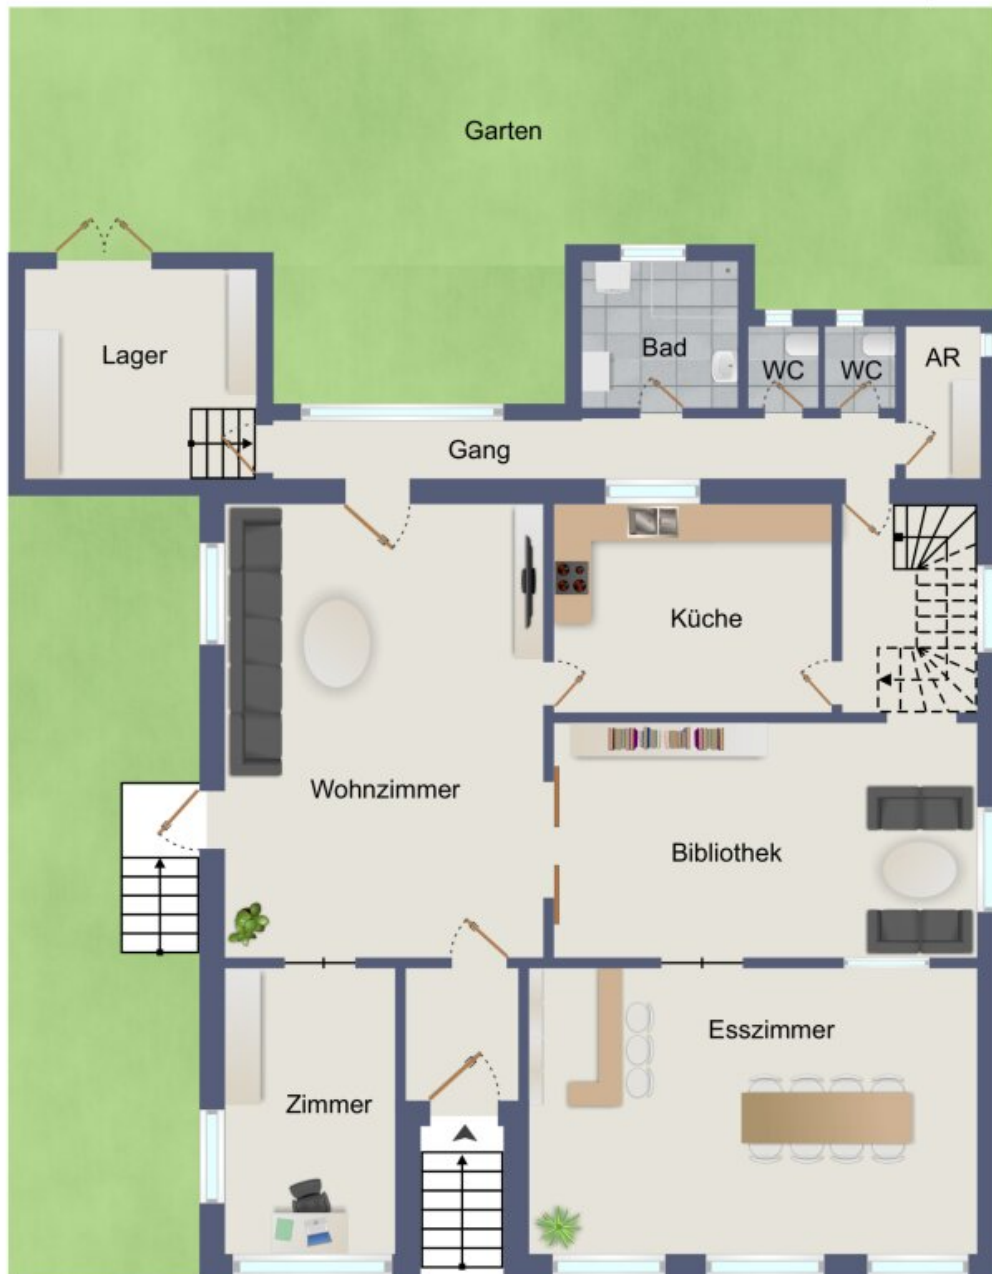 Garten
Lager
Bad
WC
WC
AR
Gang
Küche
Wohnzimmer
Bibliothek
Esszimmer
Zimmer